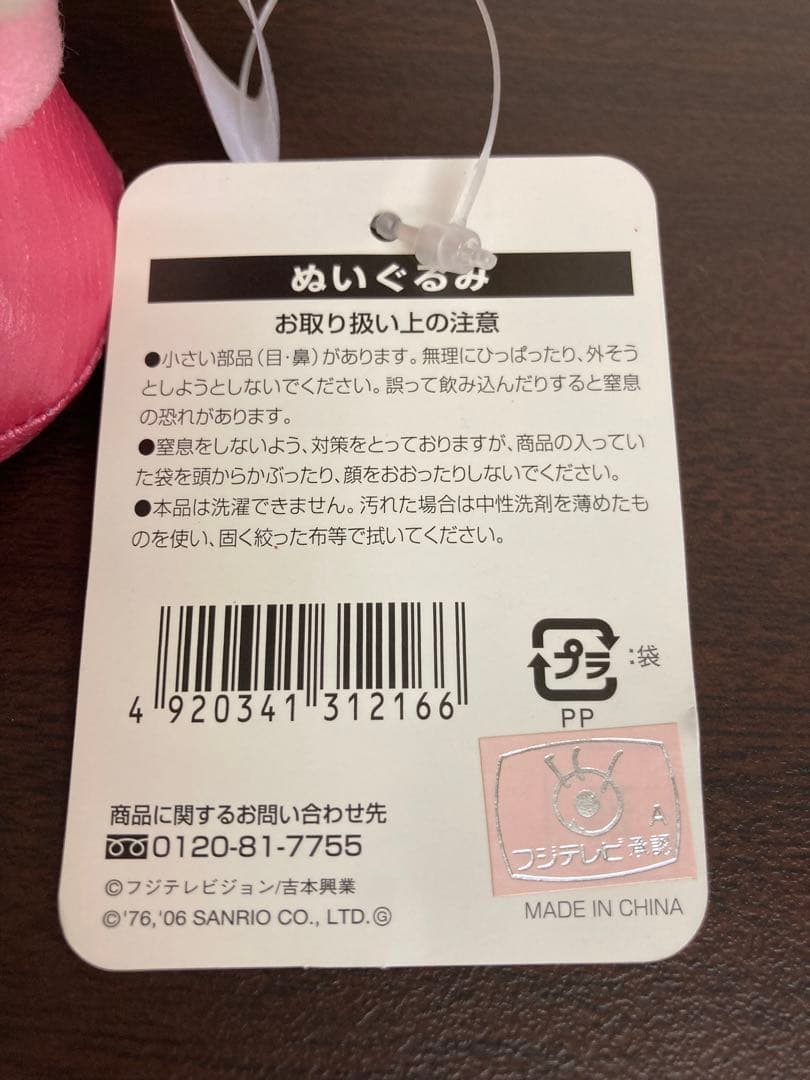 ぬいぐるみ
お取り扱い上の注意
●小さい部品(目・鼻)があります。無理にひっぱったり、外そう
としようとしないでください。誤って飲み込んだりすると窒息
の恐れがあります。
●窒息をしないよう、対策をとっておりますが、商品の入ってい
た袋を頭からかぶったり、顔をおおったりしないでください。
●本品は洗濯できません。汚れた場合は中性洗剤を薄めたも
のを使い、固く絞った布等で拭いてください。
4 920341 312166
プラ :袋
PP
A
フジテレビ承認
商品に関するお問い合わせ先
0120-81-7755
©フジテレビジョン/吉本興業
©'76,'06 SANRIO CO., LTD.Ⓖ
MADE IN CHINA